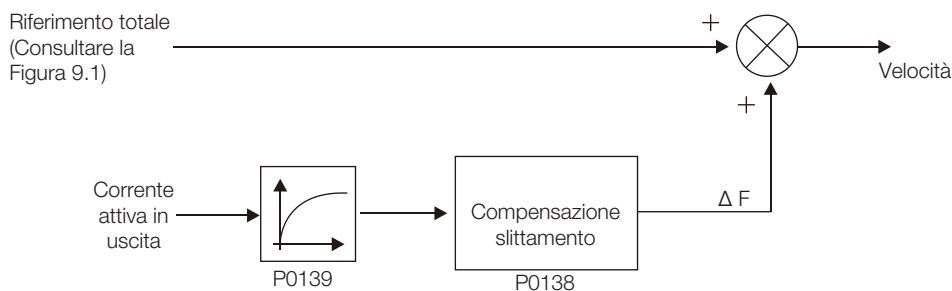 Riferimento totale
(Consultare la
Figura 9.1)
+
Velocità
+
Corrente
attiva in
uscita
P0139
Compensazione
slittamento
P0138
Δ F